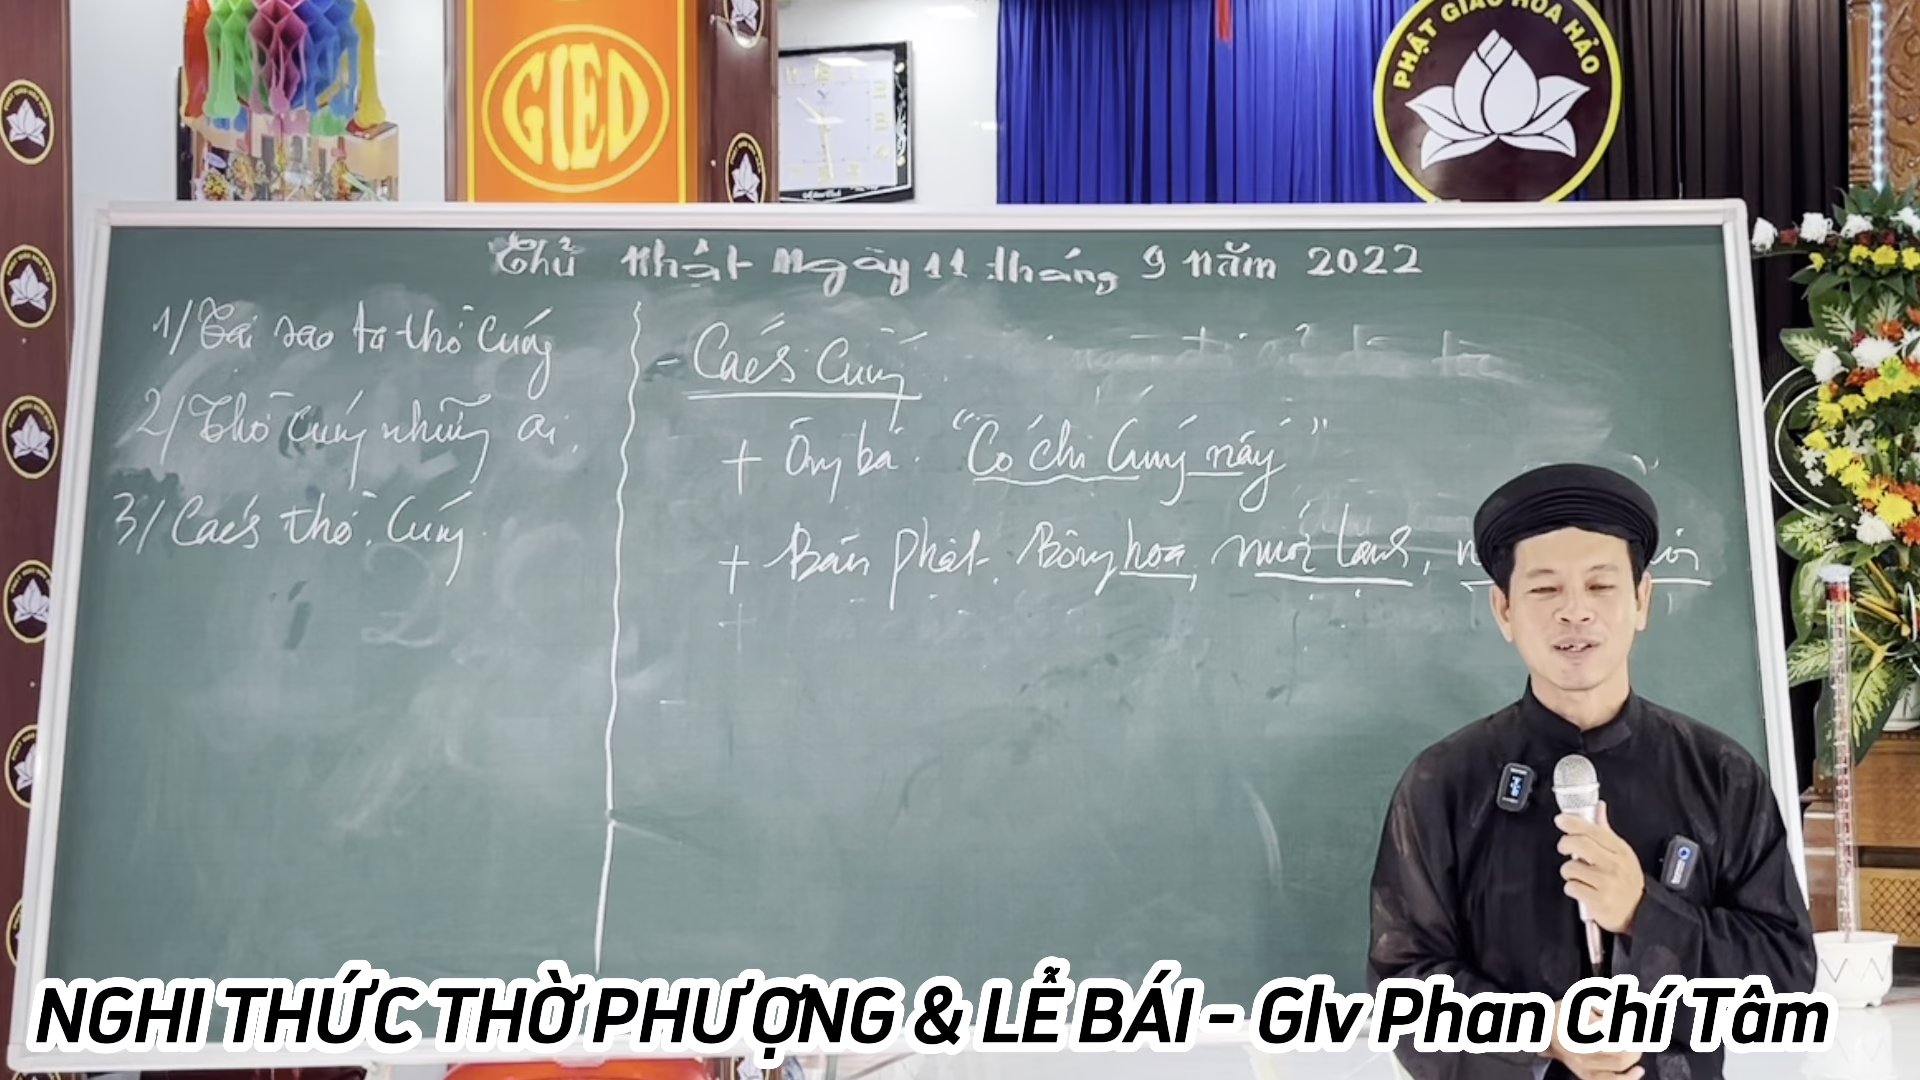 GIED
PHẬT GIÁO HÒA HẢO
Chủ nhật ngày 11 tháng 9 năm 2022
1/ Tại sao ta thờ cúng
2/ Thờ cúng những ai.
3/ Cách thờ cúng
- Cách cúng
+ Ông bà. "Có chi cúng nấy"
+ Bàn phật. Bông hoa, nước lạnh,
NGHI THỨC THỜ PHƯỢNG & LỄ BÁI - Glv Phan Chí Tâm